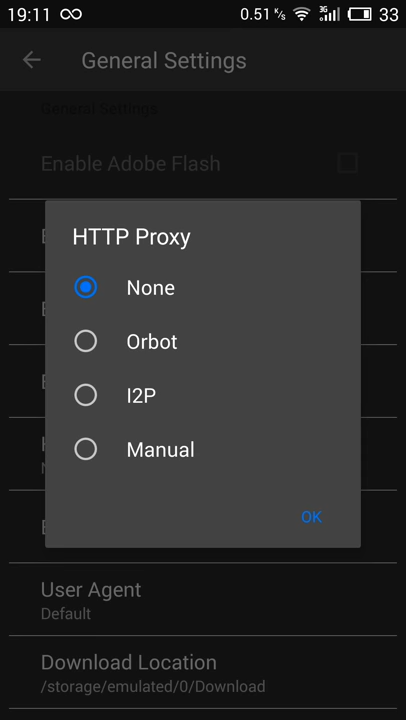 19:11 0.51 K/s 3G 33
General Settings
General Settings
Enable Adobe Flash
HTTP Proxy
None
Orbot
I2P
Manual
OK
User Agent
Default
Download Location
/storage/emulated/0/Download